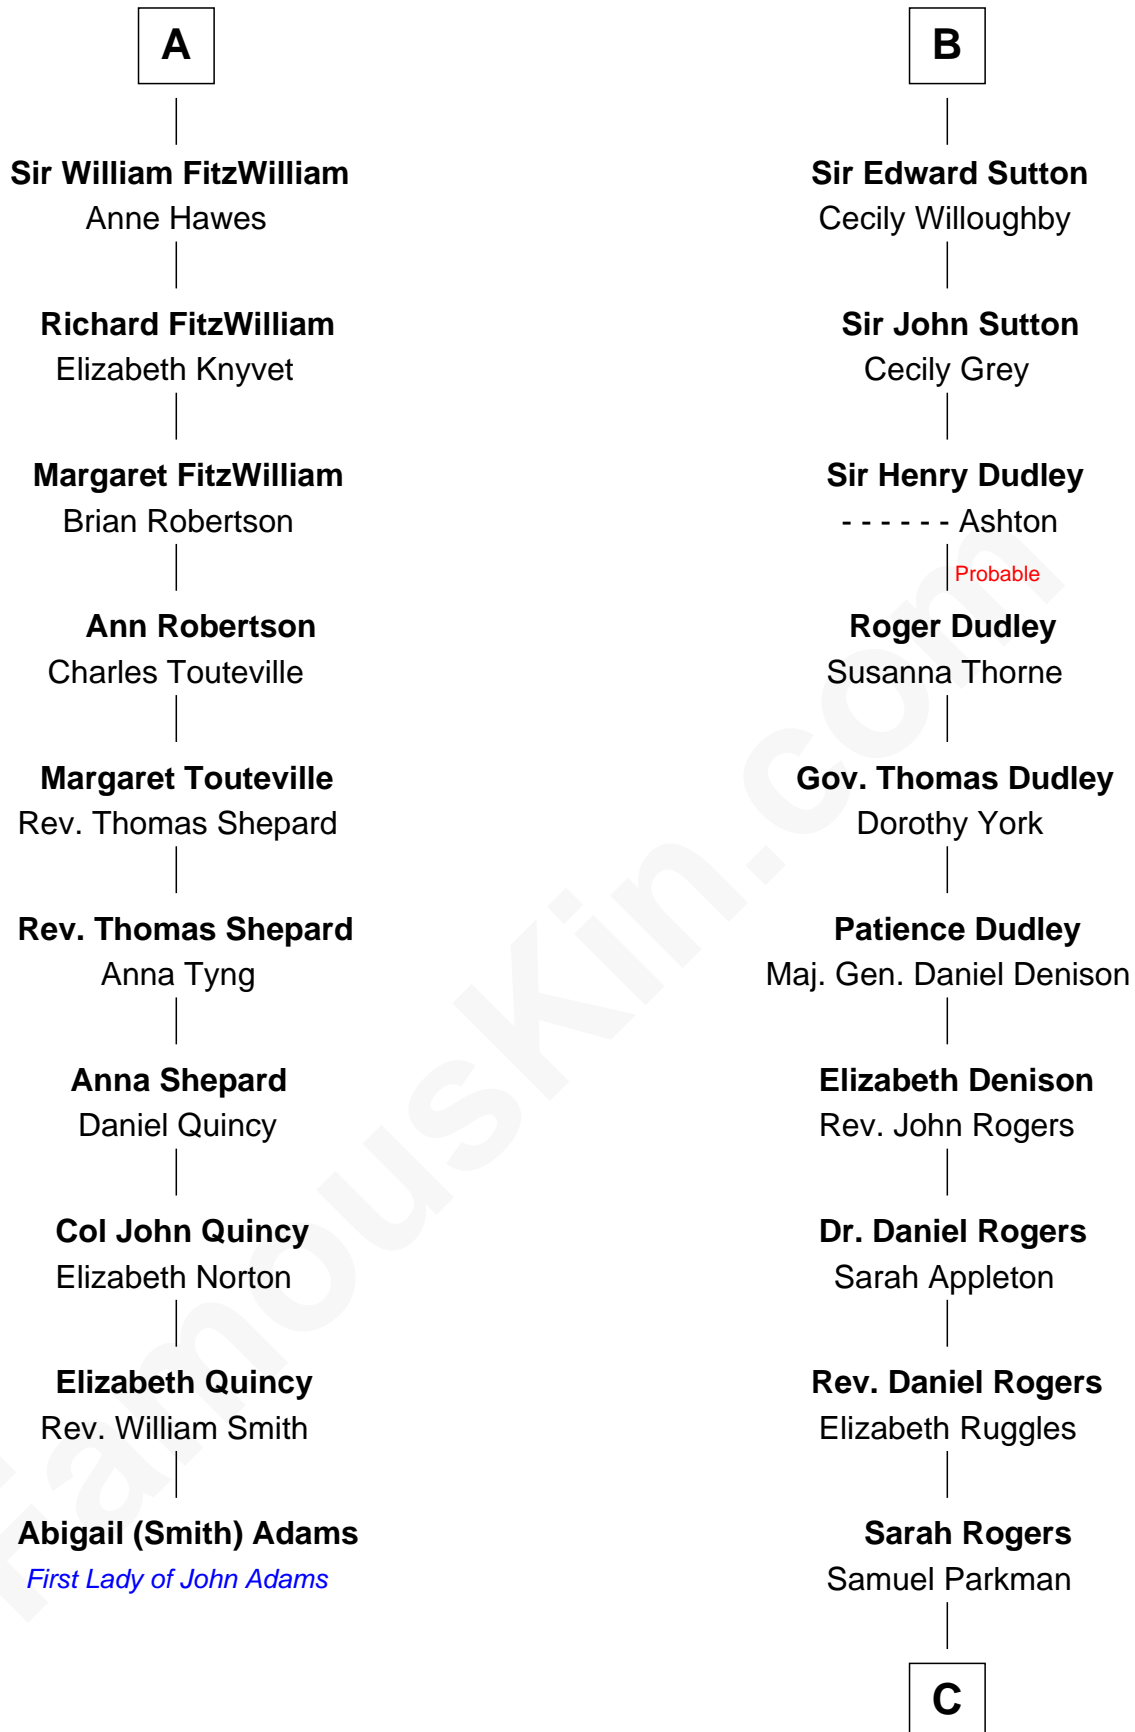 A
Sir William FitzWilliam
Anne Hawes
Richard FitzWilliam
Elizabeth Knyvet
Margaret FitzWilliam
Brian Robertson
Ann Robertson
Charles Touteville
Margaret Touteville
Rev. Thomas Shepard
Rev. Thomas Shepard
Anna Tyng
Anna Shepard
Daniel Quincy
Col John Quincy
Elizabeth Norton
Elizabeth Quincy
Rev. William Smith
Abigail (Smith) Adams
First Lady of John Adams
B
Sir Edward Sutton
Cecily Willoughby
Sir John Sutton
Cecily Grey
Sir Henry Dudley
- - - - - - Ashton
Probable
Roger Dudley
Susanna Thorne
Gov. Thomas Dudley
Dorothy York
Patience Dudley
Maj. Gen. Daniel Denison
Elizabeth Denison
Rev. John Rogers
Dr. Daniel Rogers
Sarah Appleton
Rev. Daniel Rogers
Elizabeth Ruggles
Sarah Rogers
Samuel Parkman
C
FamousKin.com